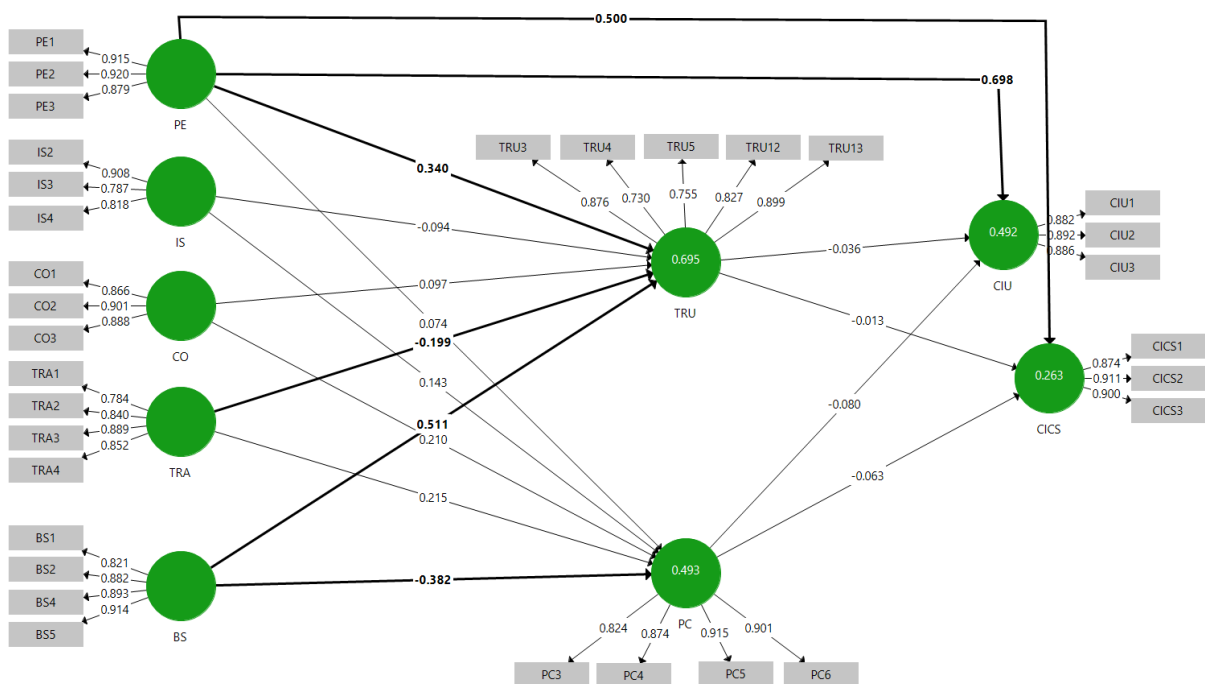 0.500
PE1
0.915
PE2
0.920
PE3
0.879
PE
0.698
0.340
IS2
0.908
IS3
0.787
IS4
0.818
IS
-0.094
TRU3
TRU4
TRU5
TRU12
TRU13
0.876
0.730
0.755
0.827
0.899
0.695
TRU
-0.036
0.492
CIU
0.882
CIU1
0.892
CIU2
0.886
CIU3
CO1
0.866
CO2
0.901
CO3
0.888
CO
0.097
0.074
-0.199
0.143
-0.013
TRA1
0.784
TRA2
0.840
TRA3
0.889
TRA4
0.852
TRA
0.511
0.210
0.215
-0.080
-0.063
0.263
CICS
0.874
CICS1
0.911
CICS2
0.900
CICS3
BS1
0.821
BS2
0.882
BS4
0.893
BS5
0.914
BS
-0.382
0.493
PC
0.824
0.874
0.915
0.901
PC3
PC4
PC5
PC6